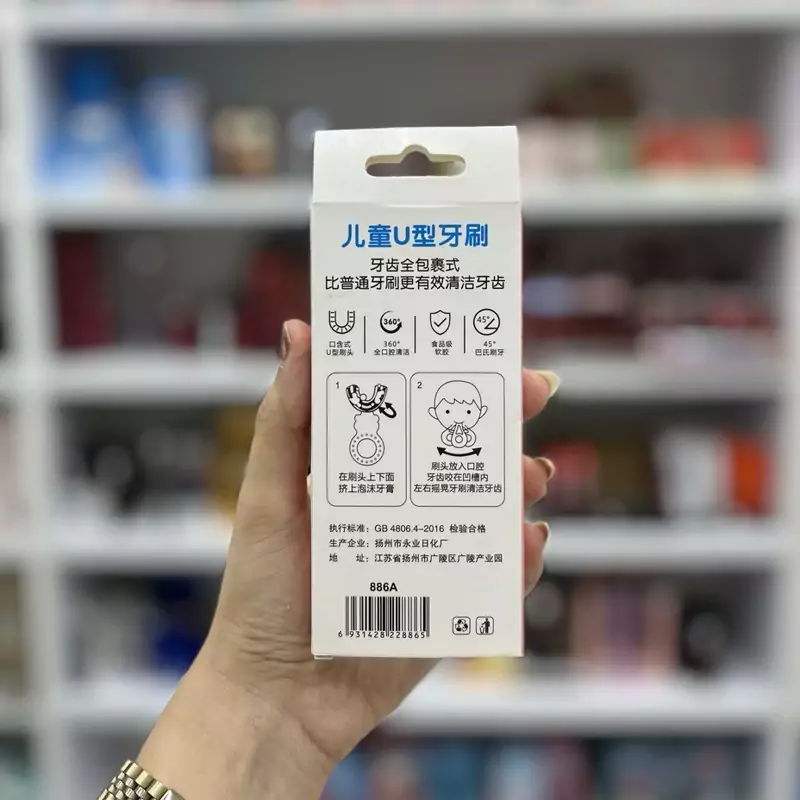 儿童U型牙刷
牙齿全包裹式
比普通牙刷更有效清洁牙齿
360°
45°
口含式
U型刷头
360°
全口腔清洁
食品级
软胶
45°
巴氏刷牙
1
在刷头上下面
挤上泡沫牙膏
2
刷头放入口腔
牙齿咬在凹槽内
左右摇晃牙刷清洁牙齿
执行标准：GB 4806.4-2016 检验合格
生产企业：扬州市永业日化厂
地 址：江苏省扬州市广陵区广陵产业园
886A
6 931428 228865